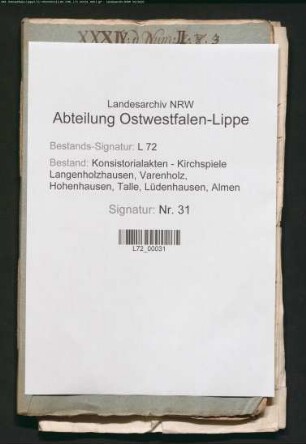 XXXIV.
Landesarchiv NRW
Abteilung Ostwestfalen-Lippe
Bestands-Signatur: L 72
Bestand: Konsistorialakten - Kirchspiele
Langenholzhausen, Varenholz,
Hohenhausen, Talle, Lüdenhausen, Almen
Signatur: Nr. 31
L72_00031